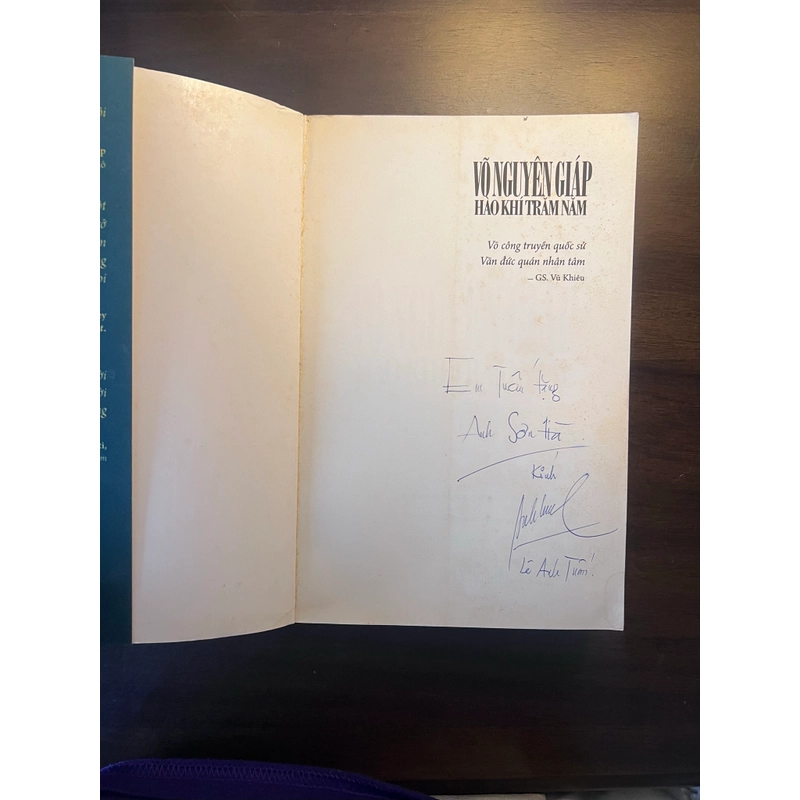 VÕ NGUYÊN GIÁP
HÀO KHÍ TRĂM NĂM
Võ công truyền quốc sử
Văn đức quán nhân tâm
— GS. Vũ Khiêu
Em Tuấn tặng
Anh Sơn Hà
Kính
Lê Anh Tuấn!